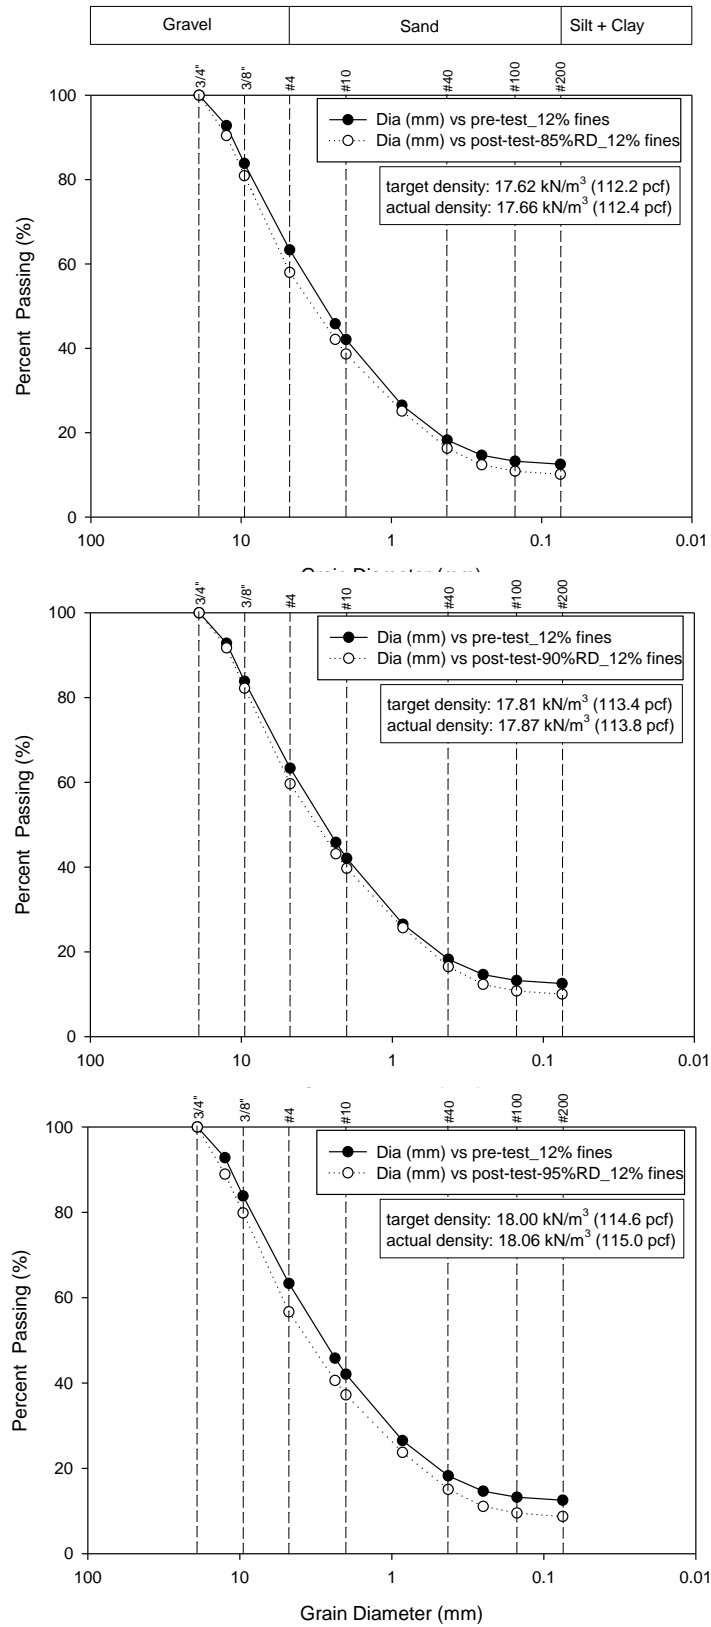 Gravel Sand Silt + Clay
3/4" 3/8" #4 #10 #40 #100 #200
100
80
60
40
20
0
Percent Passing (%)
Dia (mm) vs pre-test_12% fines
Dia (mm) vs post-test-85%RD_12% fines
target density: 17.62 kN/m³ (112.2 pcf)
actual density: 17.66 kN/m³ (112.4 pcf)
100 10 1 0.1 0.01
Grain Diameter (mm)
3/4" 3/8" #4 #10 #40 #100 #200
100
80
60
40
20
0
Percent Passing (%)
Dia (mm) vs pre-test_12% fines
Dia (mm) vs post-test-90%RD_12% fines
target density: 17.81 kN/m³ (113.4 pcf)
actual density: 17.87 kN/m³ (113.8 pcf)
100 10 1 0.1 0.01
3/4" 3/8" #4 #10 #40 #100 #200
100
80
60
40
20
0
Percent Passing (%)
Dia (mm) vs pre-test_12% fines
Dia (mm) vs post-test-95%RD_12% fines
target density: 18.00 kN/m³ (114.6 pcf)
actual density: 18.06 kN/m³ (115.0 pcf)
100 10 1 0.1 0.01
Grain Diameter (mm)